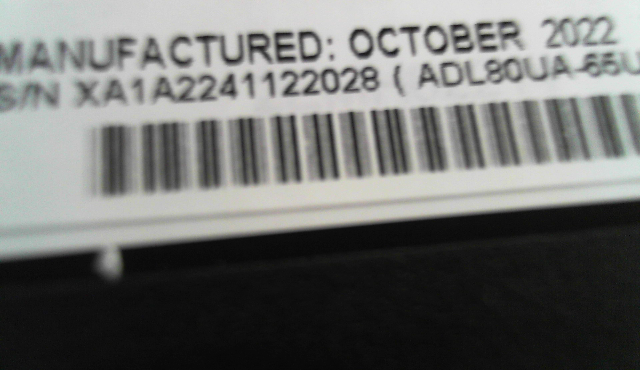 MANUFACTURED: OCTOBER 2022
S/N XA1A2241122028 ( ADL80UA-65U